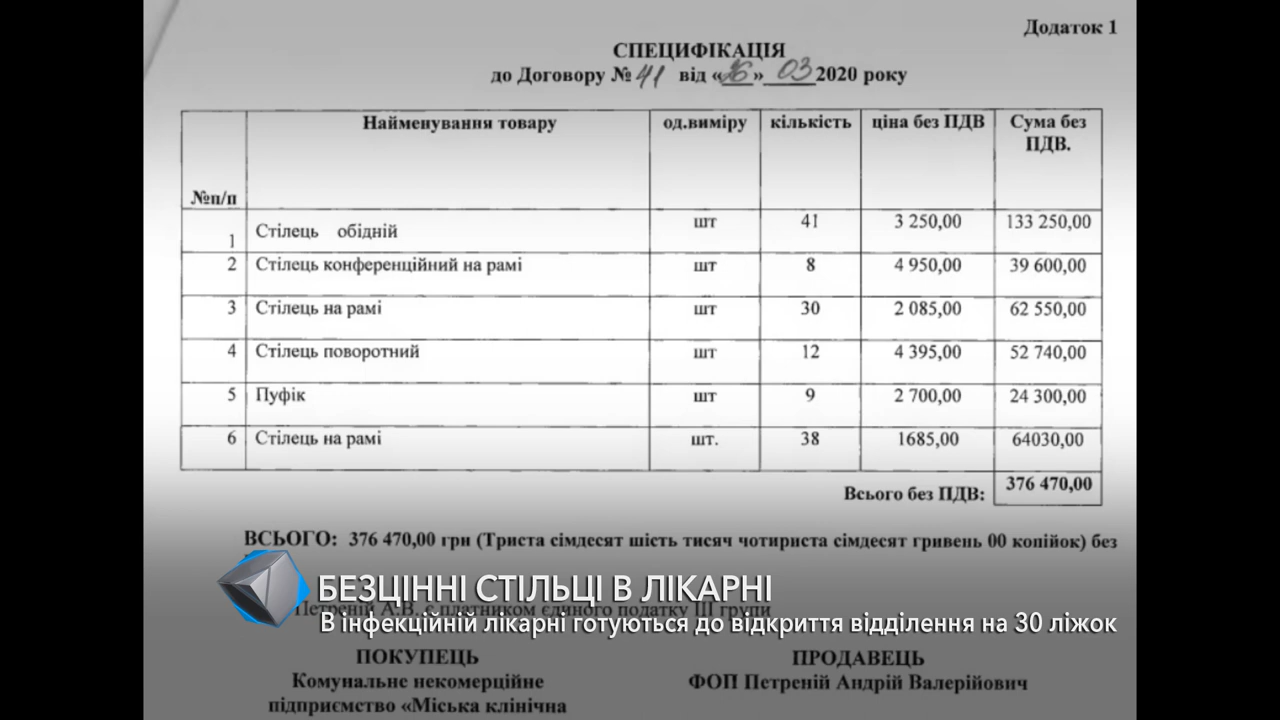 Додаток 1
СПЕЦИФІКАЦІЯ
до Договору № 41 від «26» 03 2020 року
№п/п Найменування товару од.виміру кількість ціна без ПДВ Сума без ПДВ.
1 Стілець обідній шт 41 3 250,00 133 250,00
2 Стілець конференційний на рамі шт 8 4 950,00 39 600,00
3 Стілець на рамі шт 30 2 085,00 62 550,00
4 Стілець поворотний шт 12 4 395,00 52 740,00
5 Пуфік шт 9 2 700,00 24 300,00
6 Стілець на рамі шт. 38 1685,00 64030,00
Всього без ПДВ: 376 470,00
ВСЬОГО: 376 470,00 грн (Триста сімдесят шість тисяч чотириста сімдесят гривень 00 копійок) без
БЕЗЦІННІ СТІЛЬЦІ В ЛІКАРНІ
Петреній А.В. є платником єдиного податку ІІІ групи
В інфекційній лікарні готуються до відкриття відділення на 30 ліжок
ПОКУПЕЦЬ
Комунальне некомерційне
підприємство «Міська клінічна
ПРОДАВЕЦЬ
ФОП Петреній Андрій Валерійович